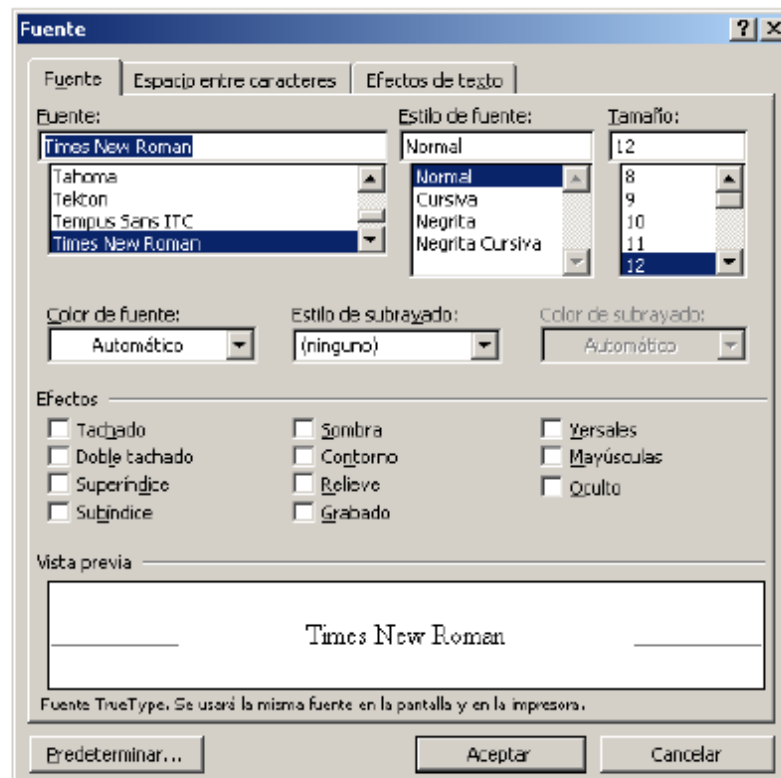 Fuente
Fuente Espacio entre caracteres Efectos de texto
Fuente: Estilo de fuente: Tamaño:
Times New Roman Normal 12
Tahoma Normal 8
Tekton Cursiva 9
Tempus Sans ITC Negrita 10
Times New Roman Negrita Cursiva 11
12
Color de fuente: Estilo de subrayado: Color de subrayado:
Automático (ninguno) Automático
Efectos
Tachado Sombra Versales
Doble tachado Contorno Mayúsculas
Superíndice Relieve Oculto
Subíndice Grabado
Vista previa
Times New Roman
Fuente TrueType. Se usará la misma fuente en la pantalla y en la impresora.
Predeterminar... Aceptar Cancelar